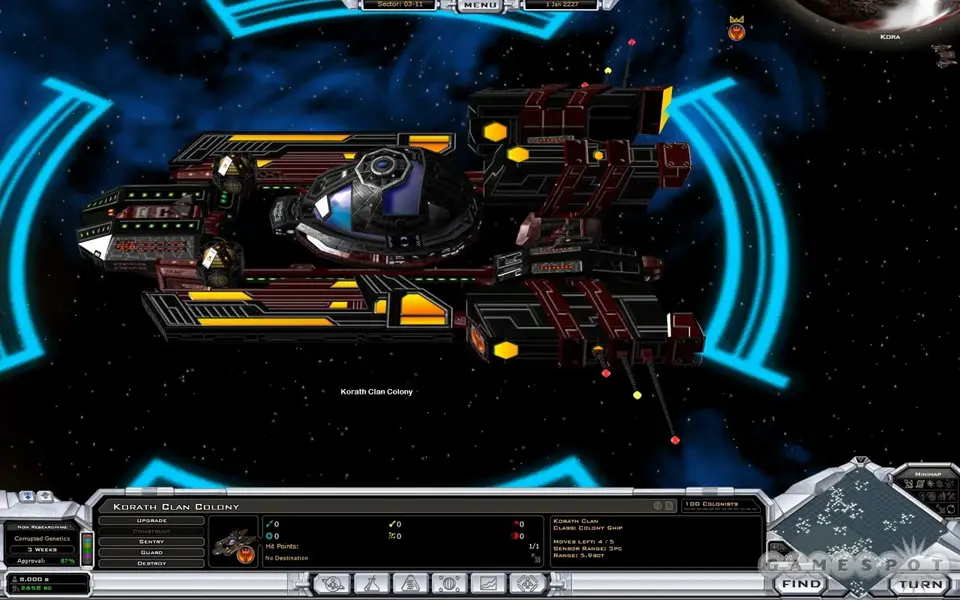 Sector: 03-11
MENU
1 Jan 2227
Kora
Korath Clan Colony
Korath Clan Colony
100 Colonists
Upgrade
Construct
Sentry
Guard
Destroy
0
0
0
0
0
0
Hit Points:
1/1
No Destination
Korath Clan
Class: Colony Ship
Moves Left: 4 / 5
Sensor Range: 3pc
Range: 5.9sct
Now Researching:
Corrupted Genetics
3 Weeks
Approval: 67%
Minimap
GAMESPOT
FIND
TURN